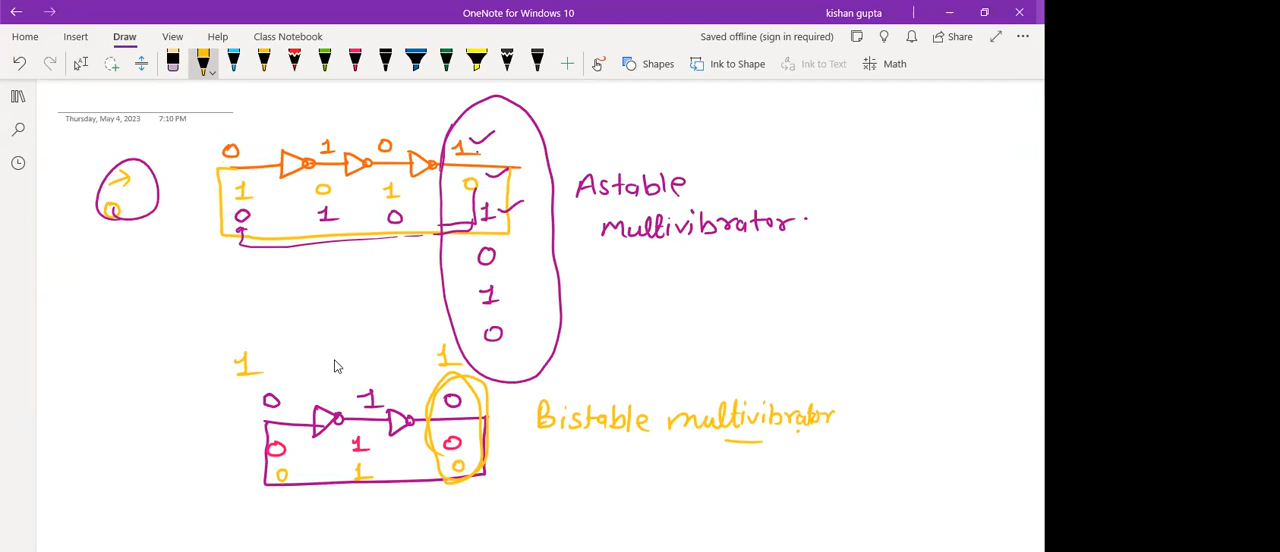 OneNote for Windows 10
kishan gupta
Home Insert Draw View Help Class Notebook
Saved offline (sign in required)
Share
Shapes
Ink to Shape
Ink to Text
Math
Thursday, May 4, 2023 7:10 PM
0 1 0 1
1 0 1 0
0 1 0 1
0
1
0
0
Astable
multivibrator.
1 1
0 1 0
0 1 0
0 1 0
Bistable multivibrator